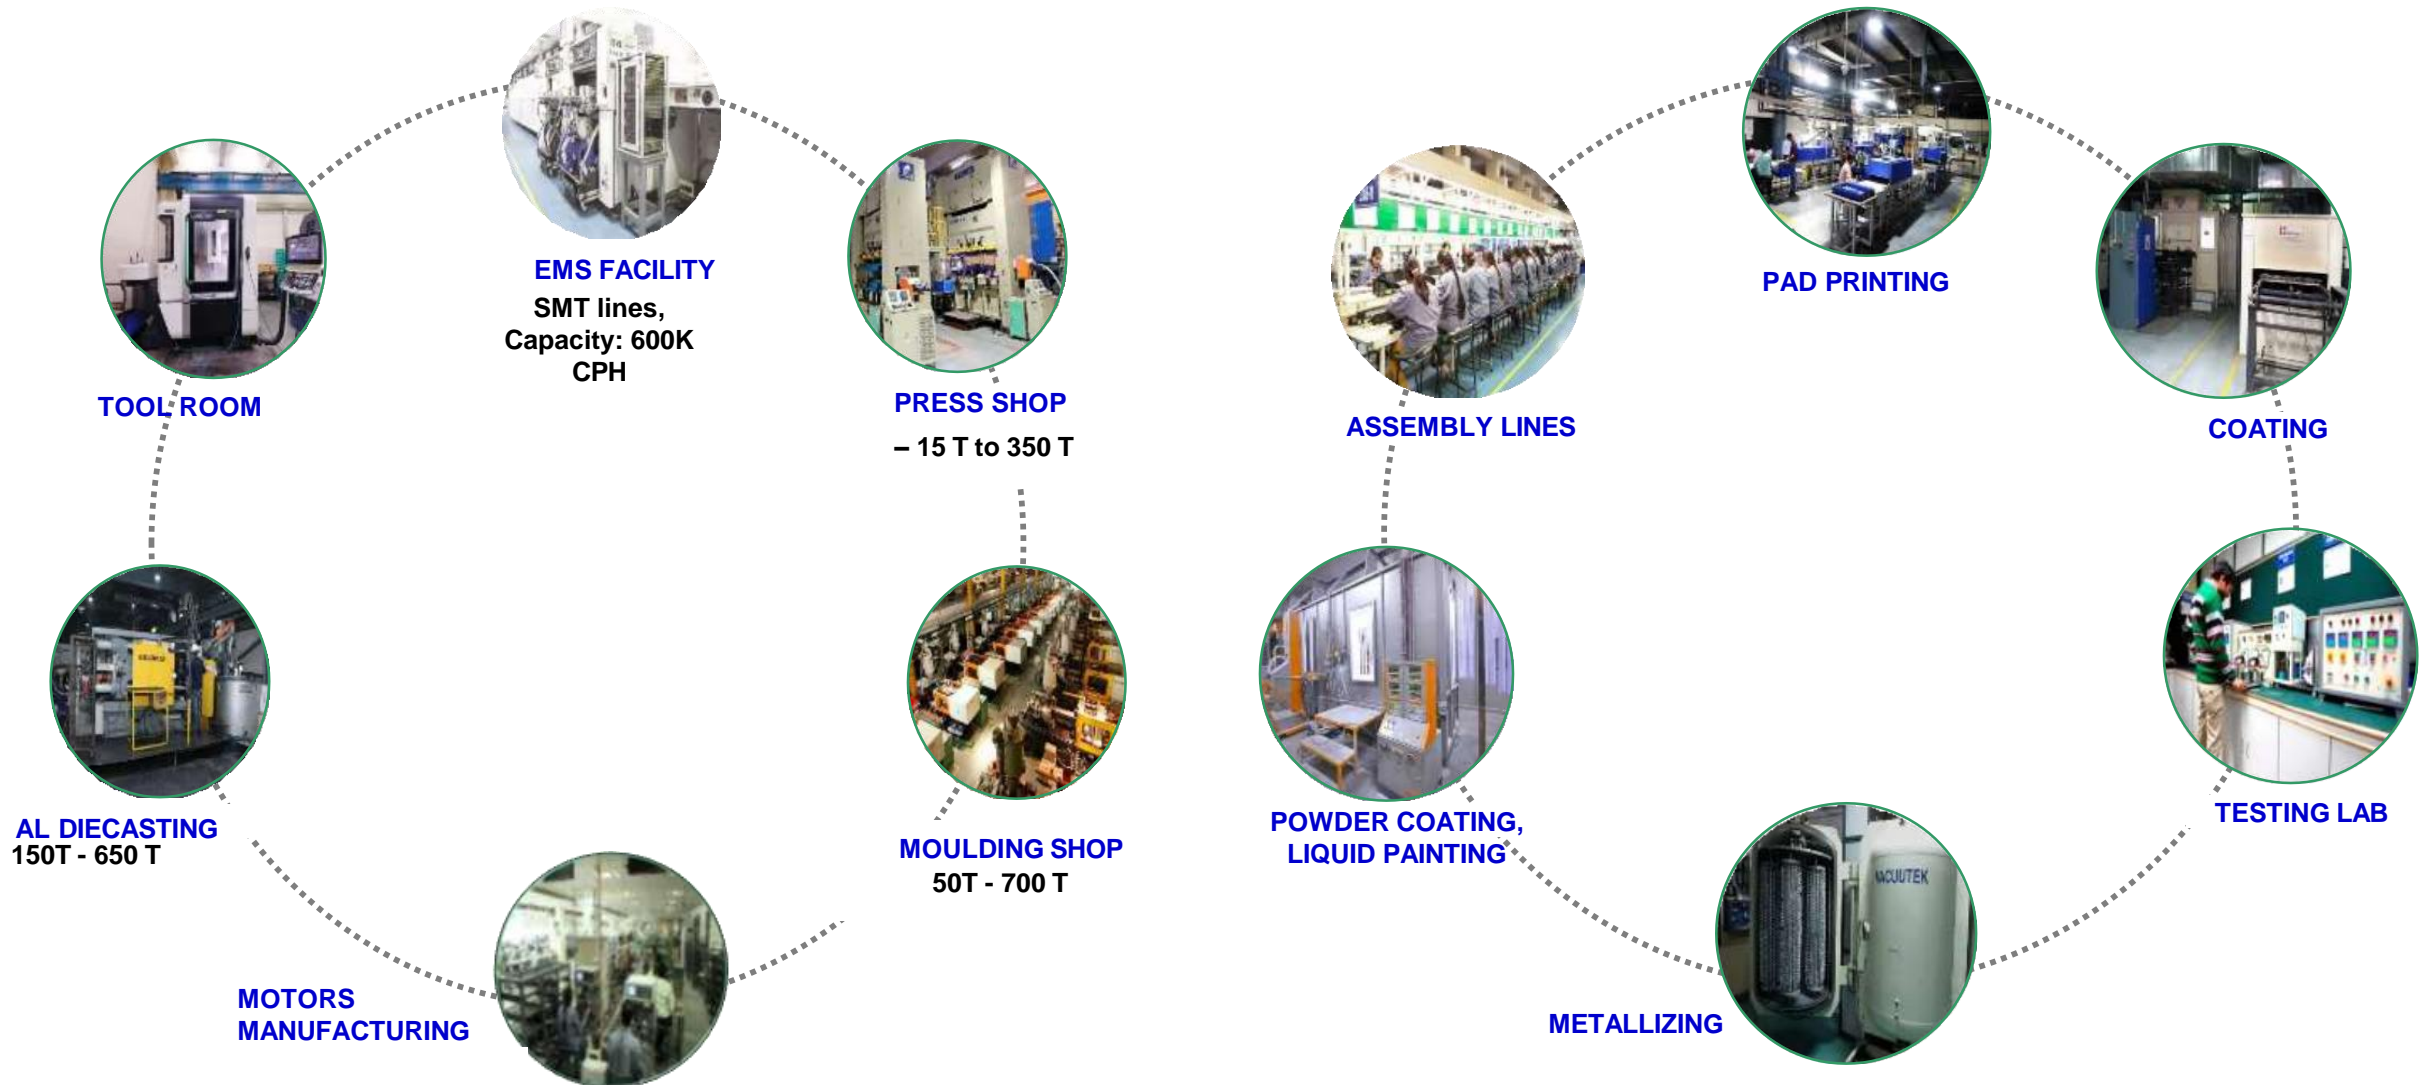 EMS FACILITY
SMT lines,
Capacity: 600K
CPH
TOOL ROOM
PRESS SHOP
– 15 T to 350 T
AL DIECASTING
150T - 650 T
MOULDING SHOP
50T - 700 T
MOTORS
MANUFACTURING
PAD PRINTING
ASSEMBLY LINES
COATING
POWDER COATING,
LIQUID PAINTING
TESTING LAB
METALLIZING
VACUUTEK